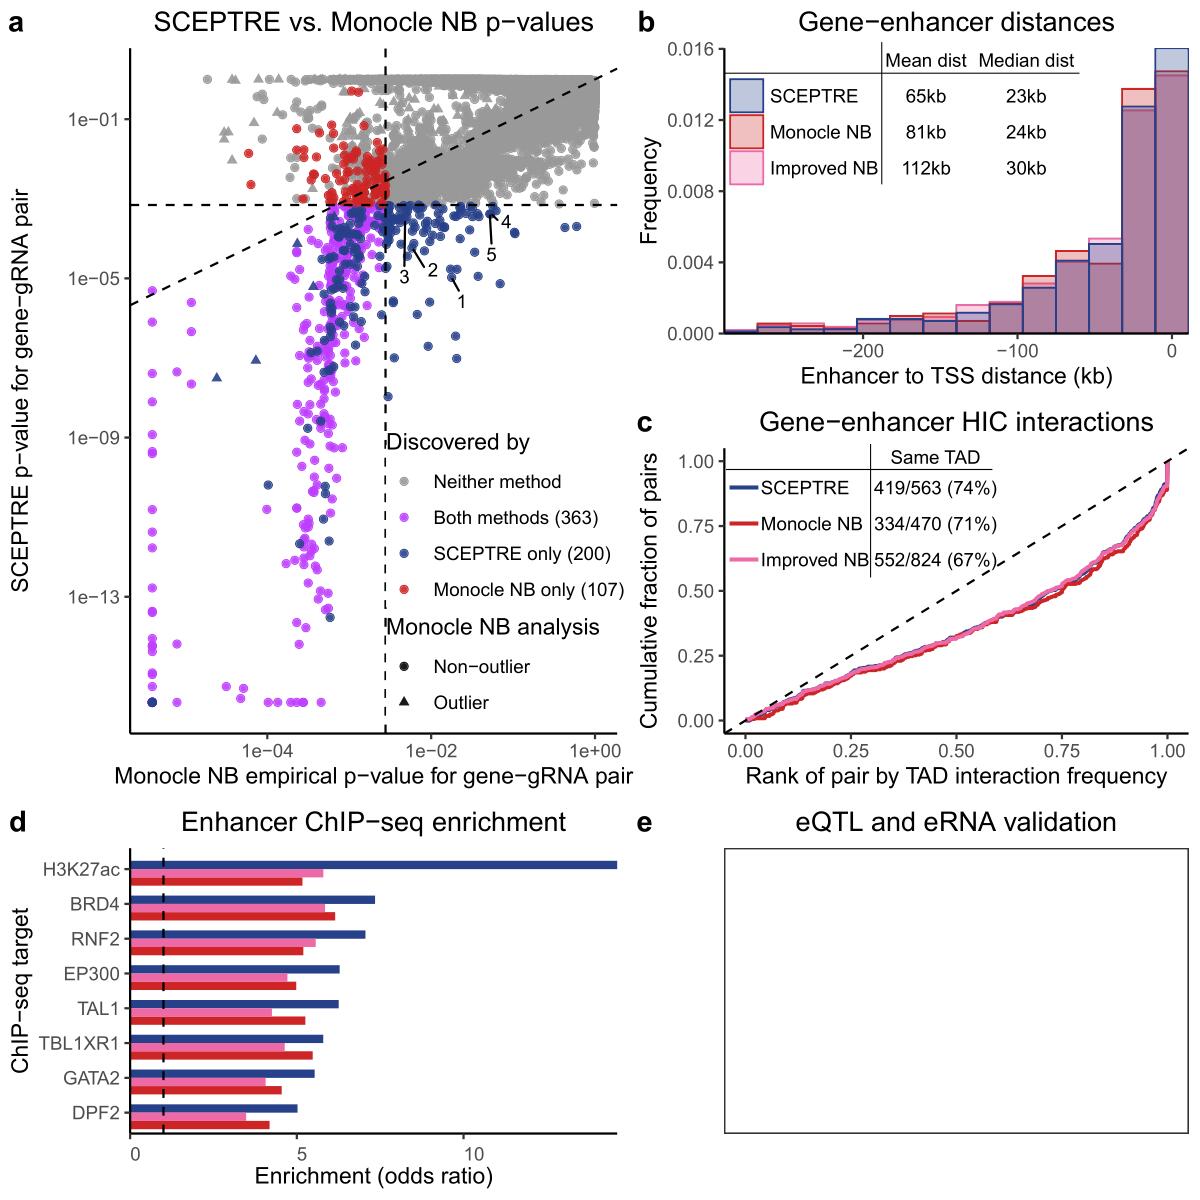 a
SCEPTRE vs. Monocle NB p−values
1e−01
1e−05
1e−09
1e−13
SCEPTRE p−value for gene−gRNA pair
1
2
3
4
5
Discovered by
Neither method
Both methods (363)
SCEPTRE only (200)
Monocle NB only (107)
Monocle NB analysis
Non−outlier
Outlier
1e−04 1e−02 1e+00
Monocle NB empirical p−value for gene−gRNA pair
b
Gene−enhancer distances
Mean dist Median dist
SCEPTRE 65kb 23kb
Monocle NB 81kb 24kb
Improved NB 112kb 30kb
0.016
0.012
0.008
0.004
0.000
Frequency
−200 −100 0
Enhancer to TSS distance (kb)
c
Gene−enhancer HIC interactions
Same TAD
SCEPTRE 419/563 (74%)
Monocle NB 334/470 (71%)
Improved NB 552/824 (67%)
1.00
0.75
0.50
0.25
0.00
Cumulative fraction of pairs
0.00 0.25 0.50 0.75 1.00
Rank of pair by TAD interaction frequency
d
Enhancer ChIP−seq enrichment
H3K27ac
BRD4
RNF2
EP300
TAL1
TBL1XR1
GATA2
DPF2
ChIP−seq target
0 5 10
Enrichment (odds ratio)
e
eQTL and eRNA validation